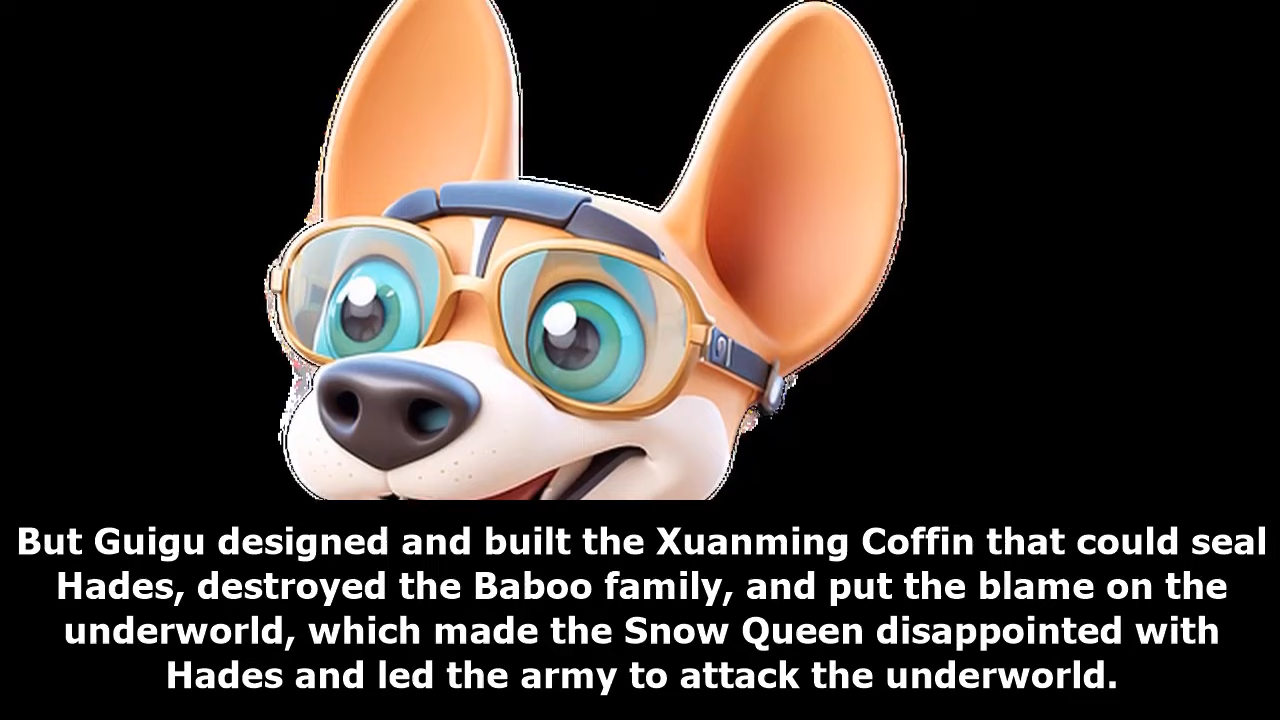 But Guigu designed and built the Xuanming Coffin that could seal
Hades, destroyed the Baboo family, and put the blame on the
underworld, which made the Snow Queen disappointed with
Hades and led the army to attack the underworld.